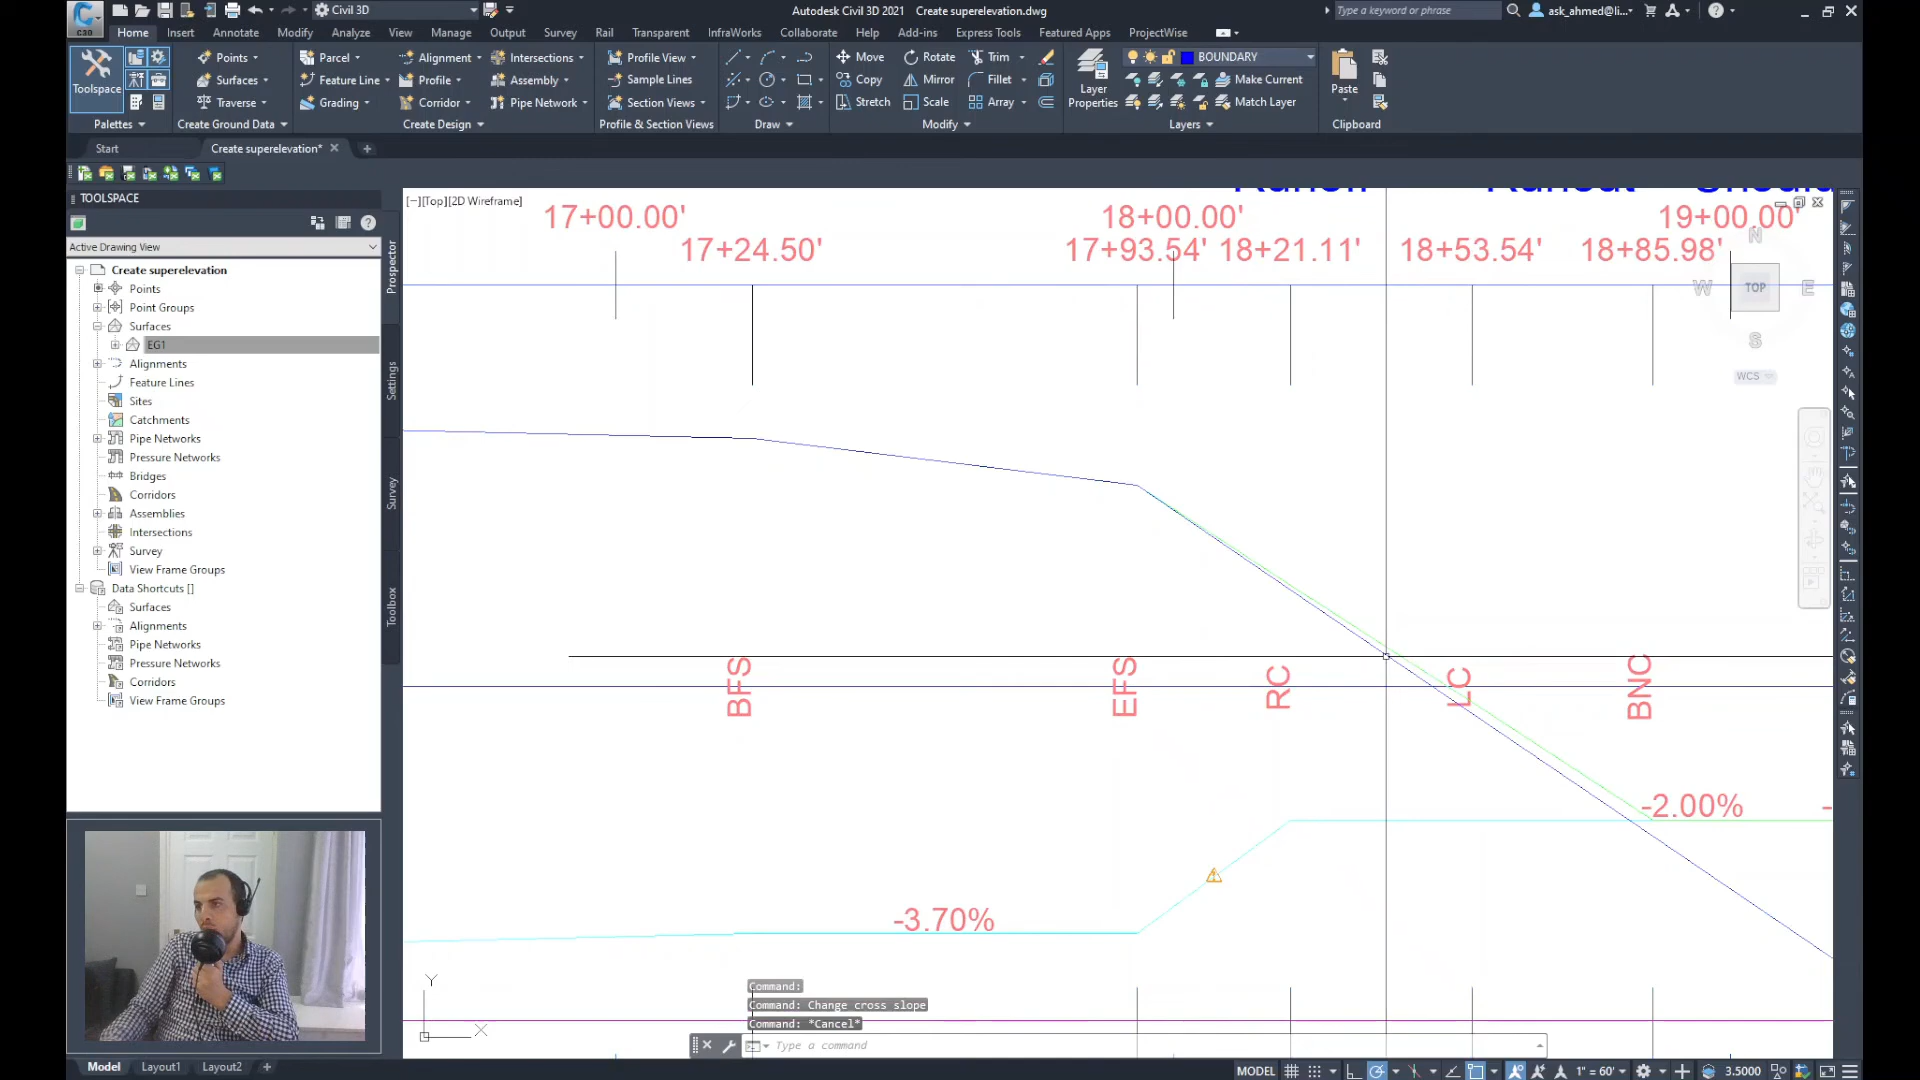 Civil 3D
Autodesk Civil 3D 2021 Create superelevation.dwg
Type a keyword or phrase
ask_ahmed@li...
C3D
Home Insert Annotate Modify Analyze View Manage Output Survey Rail Transparent InfraWorks Collaborate Help Add-ins Express Tools Featured Apps ProjectWise
Toolspace
Points
Surfaces
Traverse
Parcel
Feature Line
Grading
Alignment
Profile
Corridor
Intersections
Assembly
Pipe Network
Profile View
Sample Lines
Section Views
Move
Copy
Stretch
Rotate
Mirror
Scale
Trim
Fillet
Array
Layer
Properties
BOUNDARY
Make Current
Match Layer
Paste
Palettes Create Ground Data Create Design Profile & Section Views Draw Modify Layers Clipboard
Start Create superelevation*
TOOLSPACE
Active Drawing View
Create superelevation
Points
Point Groups
Surfaces
EG1
Alignments
Feature Lines
Sites
Catchments
Pipe Networks
Pressure Networks
Bridges
Corridors
Assemblies
Intersections
Survey
View Frame Groups
Data Shortcuts []
Surfaces
Alignments
Pipe Networks
Pressure Networks
Corridors
View Frame Groups
Prospector
Settings
Survey
Toolbox
[−][Top][2D Wireframe]
17+00.00' 18+00.00' 19+00.00'
17+24.50' 17+93.54' 18+21.11' 18+53.54' 18+85.98'
N
W TOP E
S
WCS
BFS EFS RC LC BNC
-2.00%
-3.70%
Y
X
Command:
Command: Change cross slope
Command: *Cancel*
Type a command
Model Layout1 Layout2
MODEL 1" = 60' 3.5000